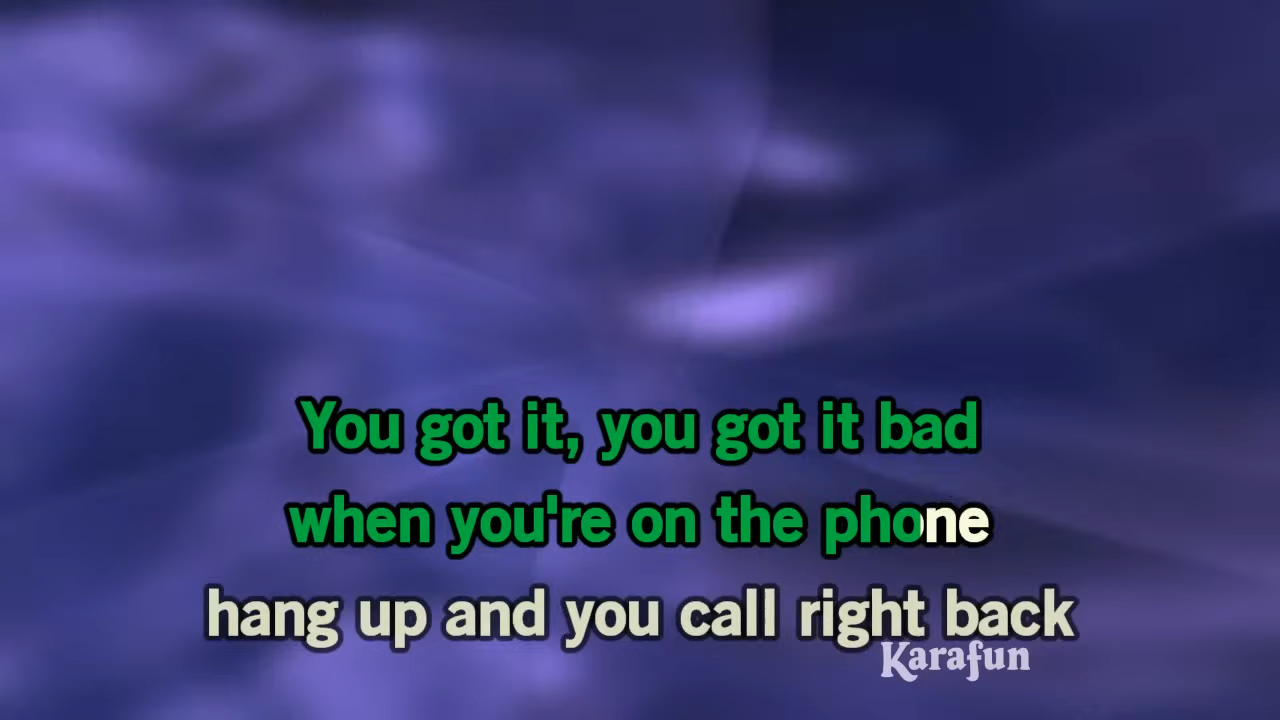 You got it, you got it bad
when you're on the phone
hang up and you call right back
Karafun